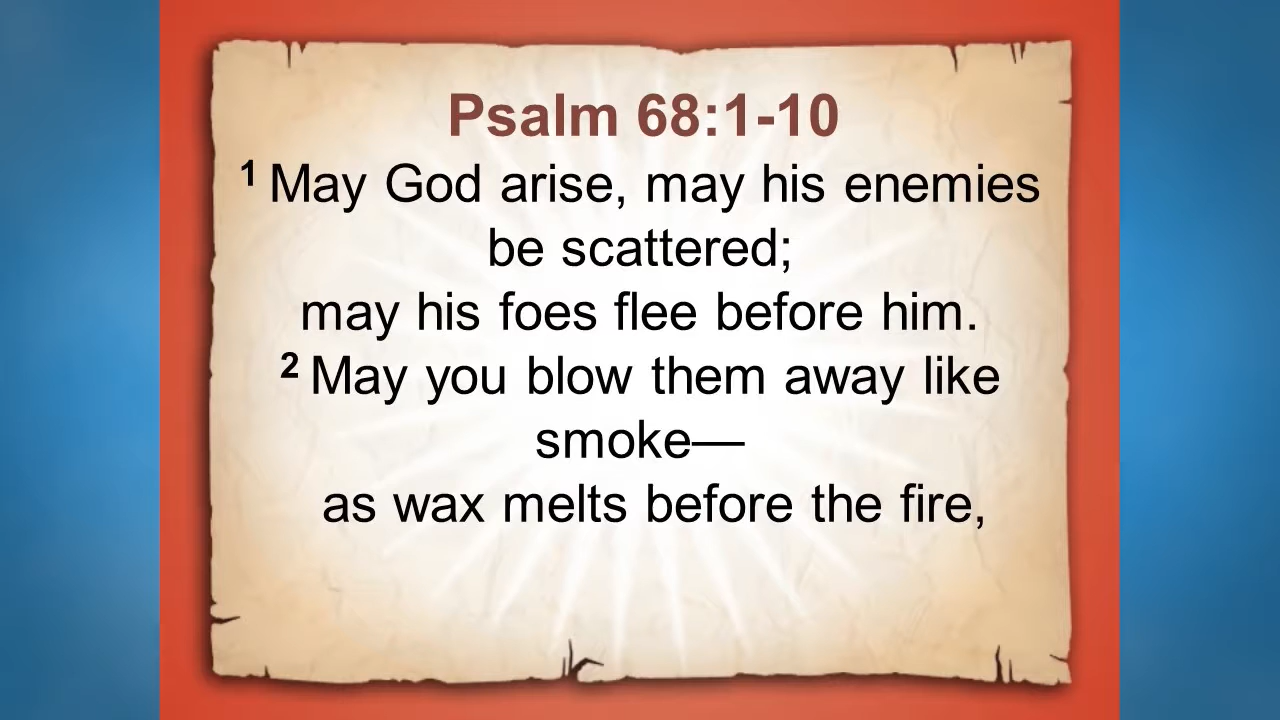 Psalm 68:1-10
1 May God arise, may his enemies
be scattered;
may his foes flee before him.
2 May you blow them away like
smoke—
as wax melts before the fire,